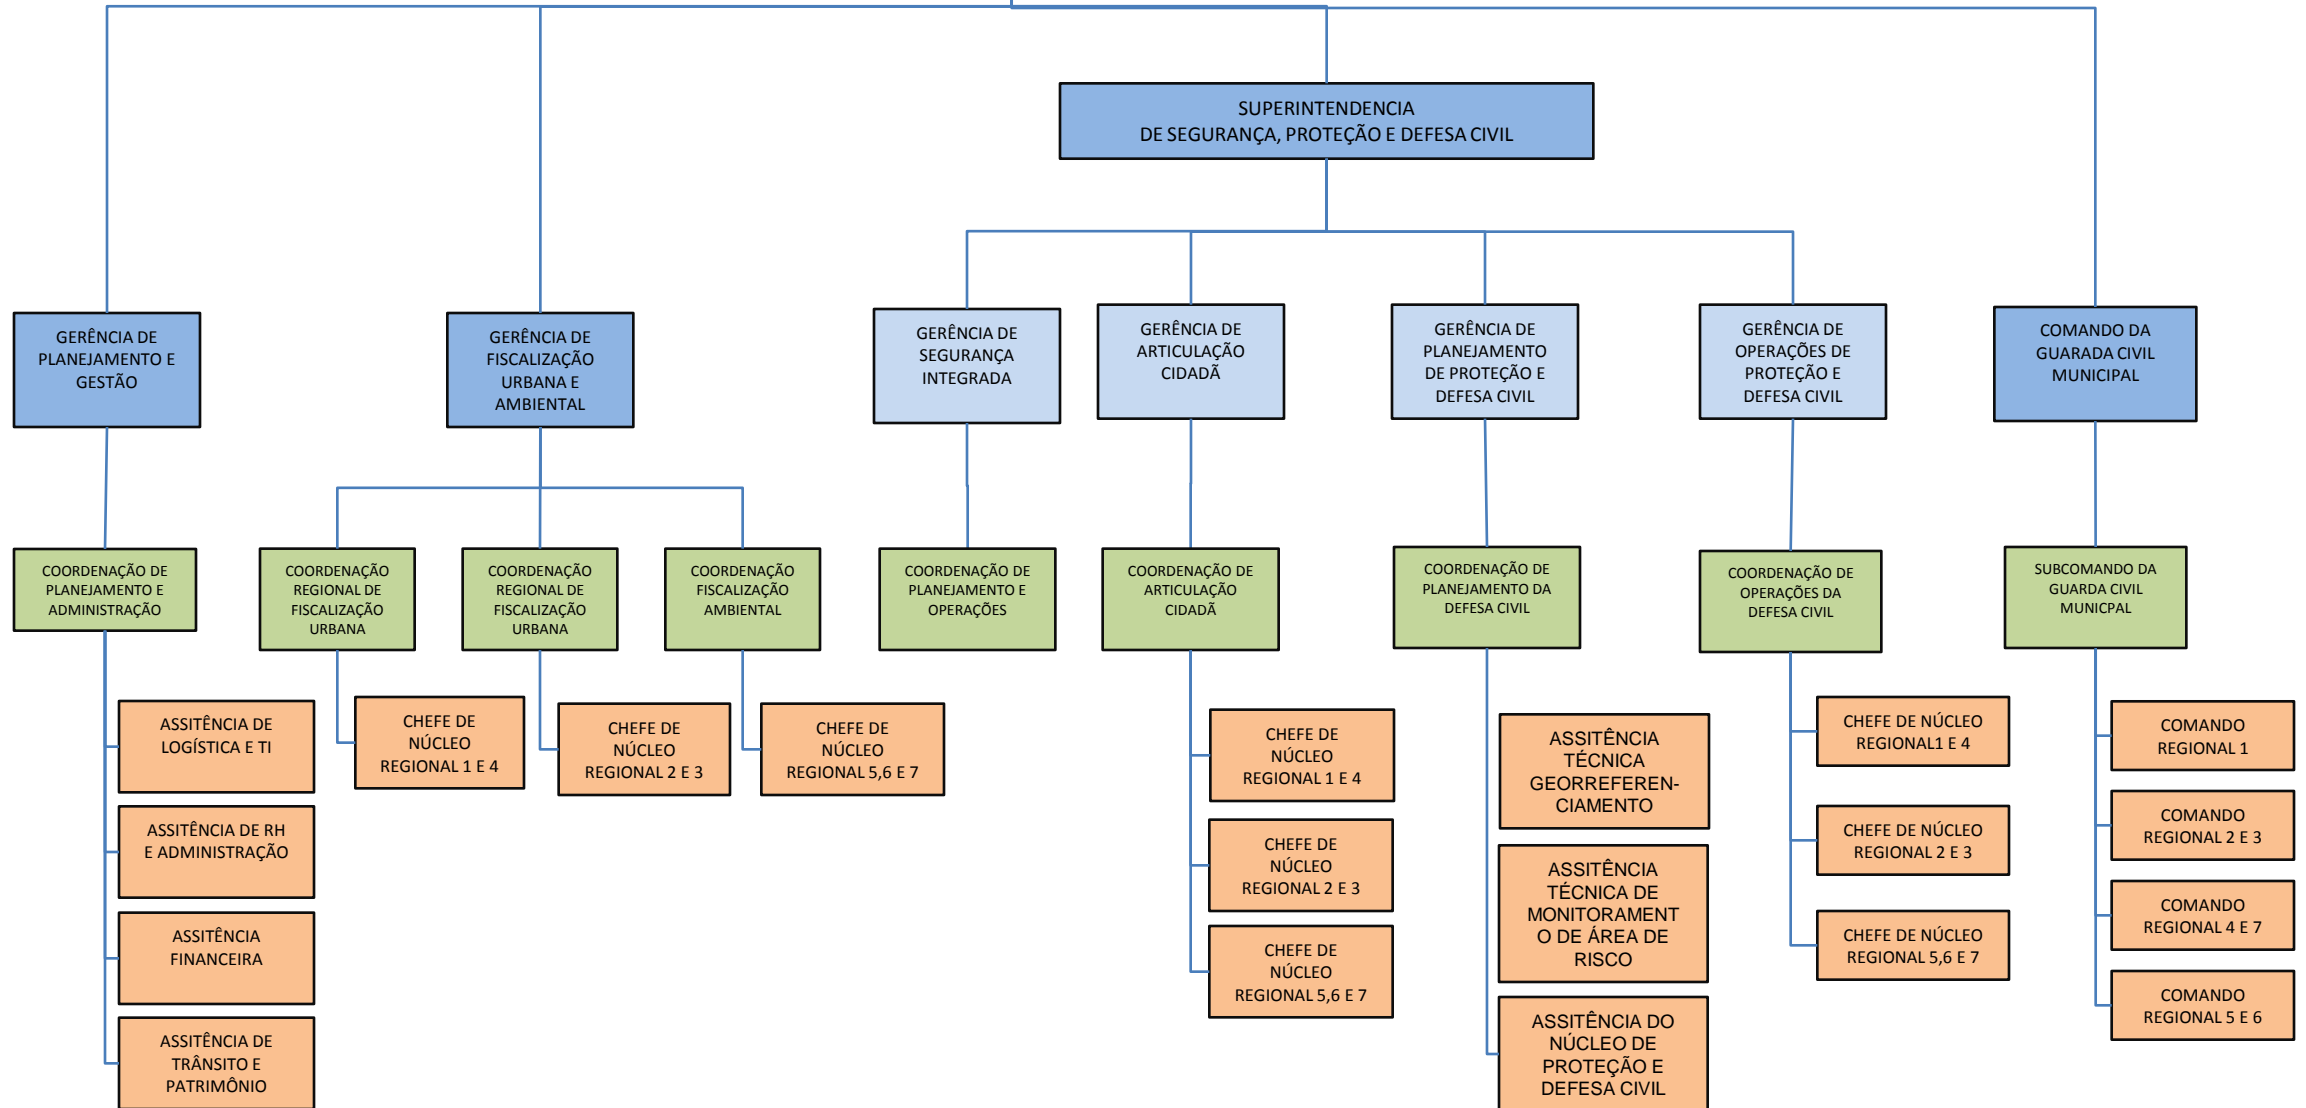 SUPERINTENDENCIA
DE SEGURANÇA, PROTEÇÃO E DEFESA CIVIL
GERÊNCIA DE
PLANEJAMENTO E
GESTÃO
GERÊNCIA DE
FISCALIZAÇÃO
URBANA E
AMBIENTAL
GERÊNCIA DE
SEGURANÇA
INTEGRADA
GERÊNCIA DE
ARTICULAÇÃO
CIDADÃ
GERÊNCIA DE
PLANEJAMENTO
DE PROTEÇÃO E
DEFESA CIVIL
GERÊNCIA DE
OPERAÇÕES DE
PROTEÇÃO E
DEFESA CIVIL
COMANDO DA
GUARADA CIVIL
MUNICIPAL
COORDENAÇÃO DE
PLANEJAMENTO E
ADMINISTRAÇÃO
COORDENAÇÃO
REGIONAL DE
FISCALIZAÇÃO
URBANA
COORDENAÇÃO
REGIONAL DE
FISCALIZAÇÃO
URBANA
COORDENAÇÃO
FISCALIZAÇÃO
AMBIENTAL
COORDENAÇÃO DE
PLANEJAMENTO E
OPERAÇÕES
COORDENAÇÃO DE
ARTICULAÇÃO
CIDADÃ
COORDENAÇÃO DE
PLANEJAMENTO DA
DEFESA CIVIL
COORDENAÇÃO DE
OPERAÇÕES DA
DEFESA CIVIL
SUBCOMANDO DA
GUARDA CIVIL
MUNICPAL
ASSITÊNCIA DE
LOGÍSTICA E TI
ASSITÊNCIA DE RH
E ADMINISTRAÇÃO
ASSITÊNCIA
FINANCEIRA
ASSITÊNCIA DE
TRÂNSITO E
PATRIMÔNIO
CHEFE DE
NÚCLEO
REGIONAL 1 E 4
CHEFE DE
NÚCLEO
REGIONAL 2 E 3
CHEFE DE
NÚCLEO
REGIONAL 5,6 E 7
CHEFE DE
NÚCLEO
REGIONAL 1 E 4
CHEFE DE
NÚCLEO
REGIONAL 2 E 3
CHEFE DE
NÚCLEO
REGIONAL 5,6 E 7
ASSITÊNCIA
TÉCNICA
GEORREFEREN-
CIAMENTO
ASSITÊNCIA
TÉCNICA DE
MONITORAMENT
O DE ÁREA DE
RISCO
ASSITÊNCIA DO
NÚCLEO DE
PROTEÇÃO E
DEFESA CIVIL
CHEFE DE NÚCLEO
REGIONAL1 E 4
CHEFE DE NÚCLEO
REGIONAL 2 E 3
CHEFE DE NÚCLEO
REGIONAL 5,6 E 7
COMANDO
REGIONAL 1
COMANDO
REGIONAL 2 E 3
COMANDO
REGIONAL 4 E 7
COMANDO
REGIONAL 5 E 6